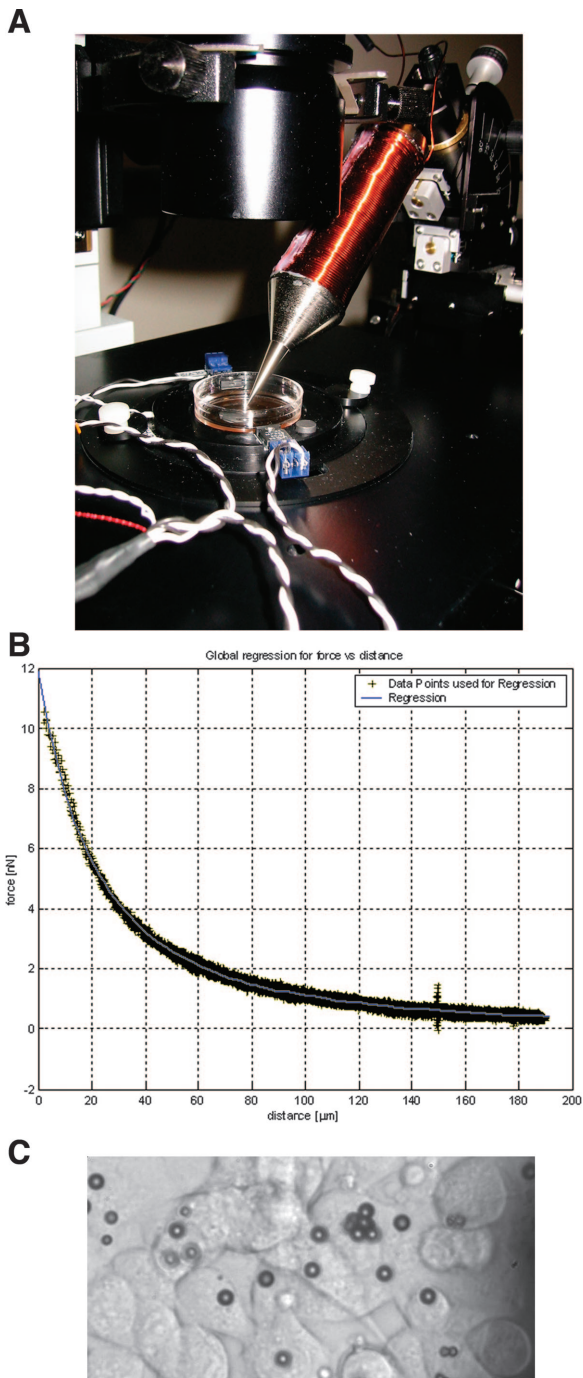 A
B
Global regression for force vs distance
Data Points used for Regression
Regression
12
10
8
6
4
2
0
-2
force [nN]
0 20 40 60 80 100 120 140 160 180 200
distance [µm]
C